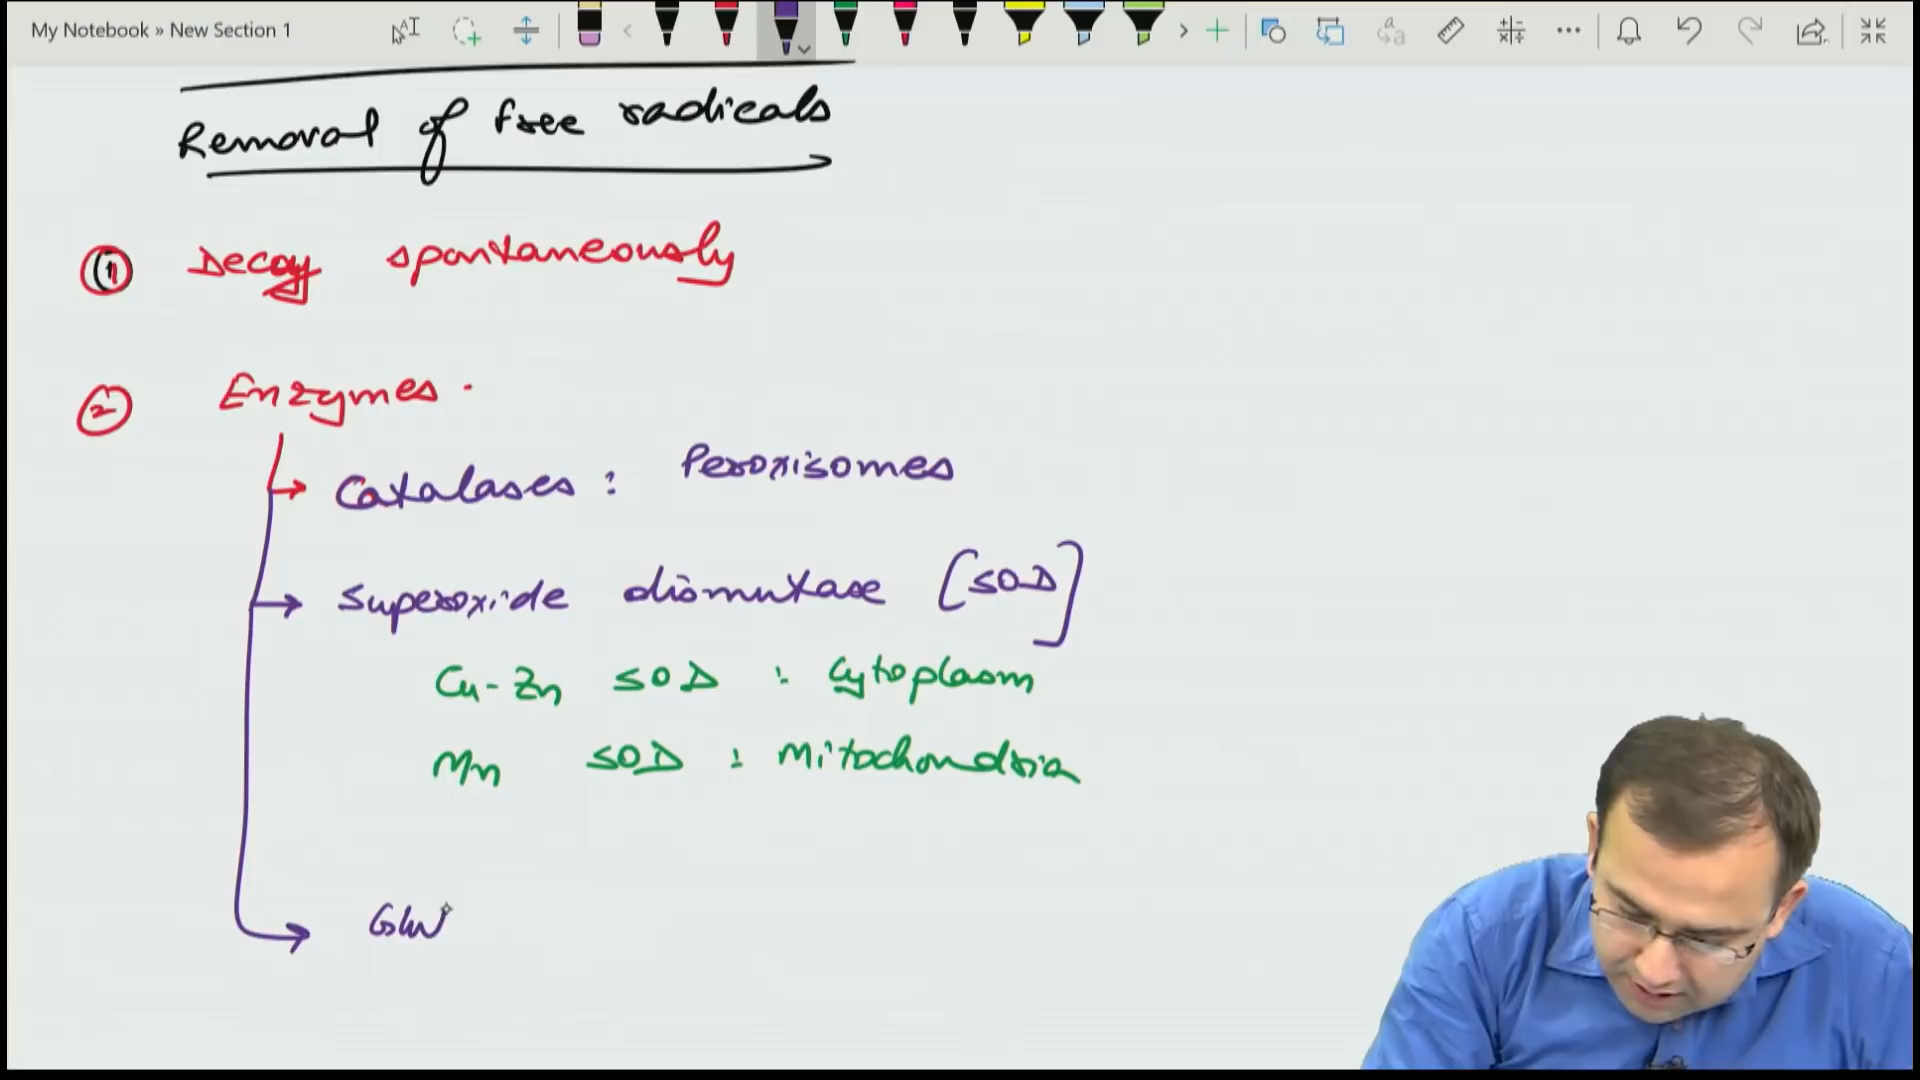 My Notebook » New Section 1
Removal of free radicals
① Decay spontaneously
② Enzymes.
→ Catalases : Peroxisomes
→ Superoxide dismutase [SOD]
Cu-Zn SOD : Cytoplasm
Mn SOD : Mitochondria